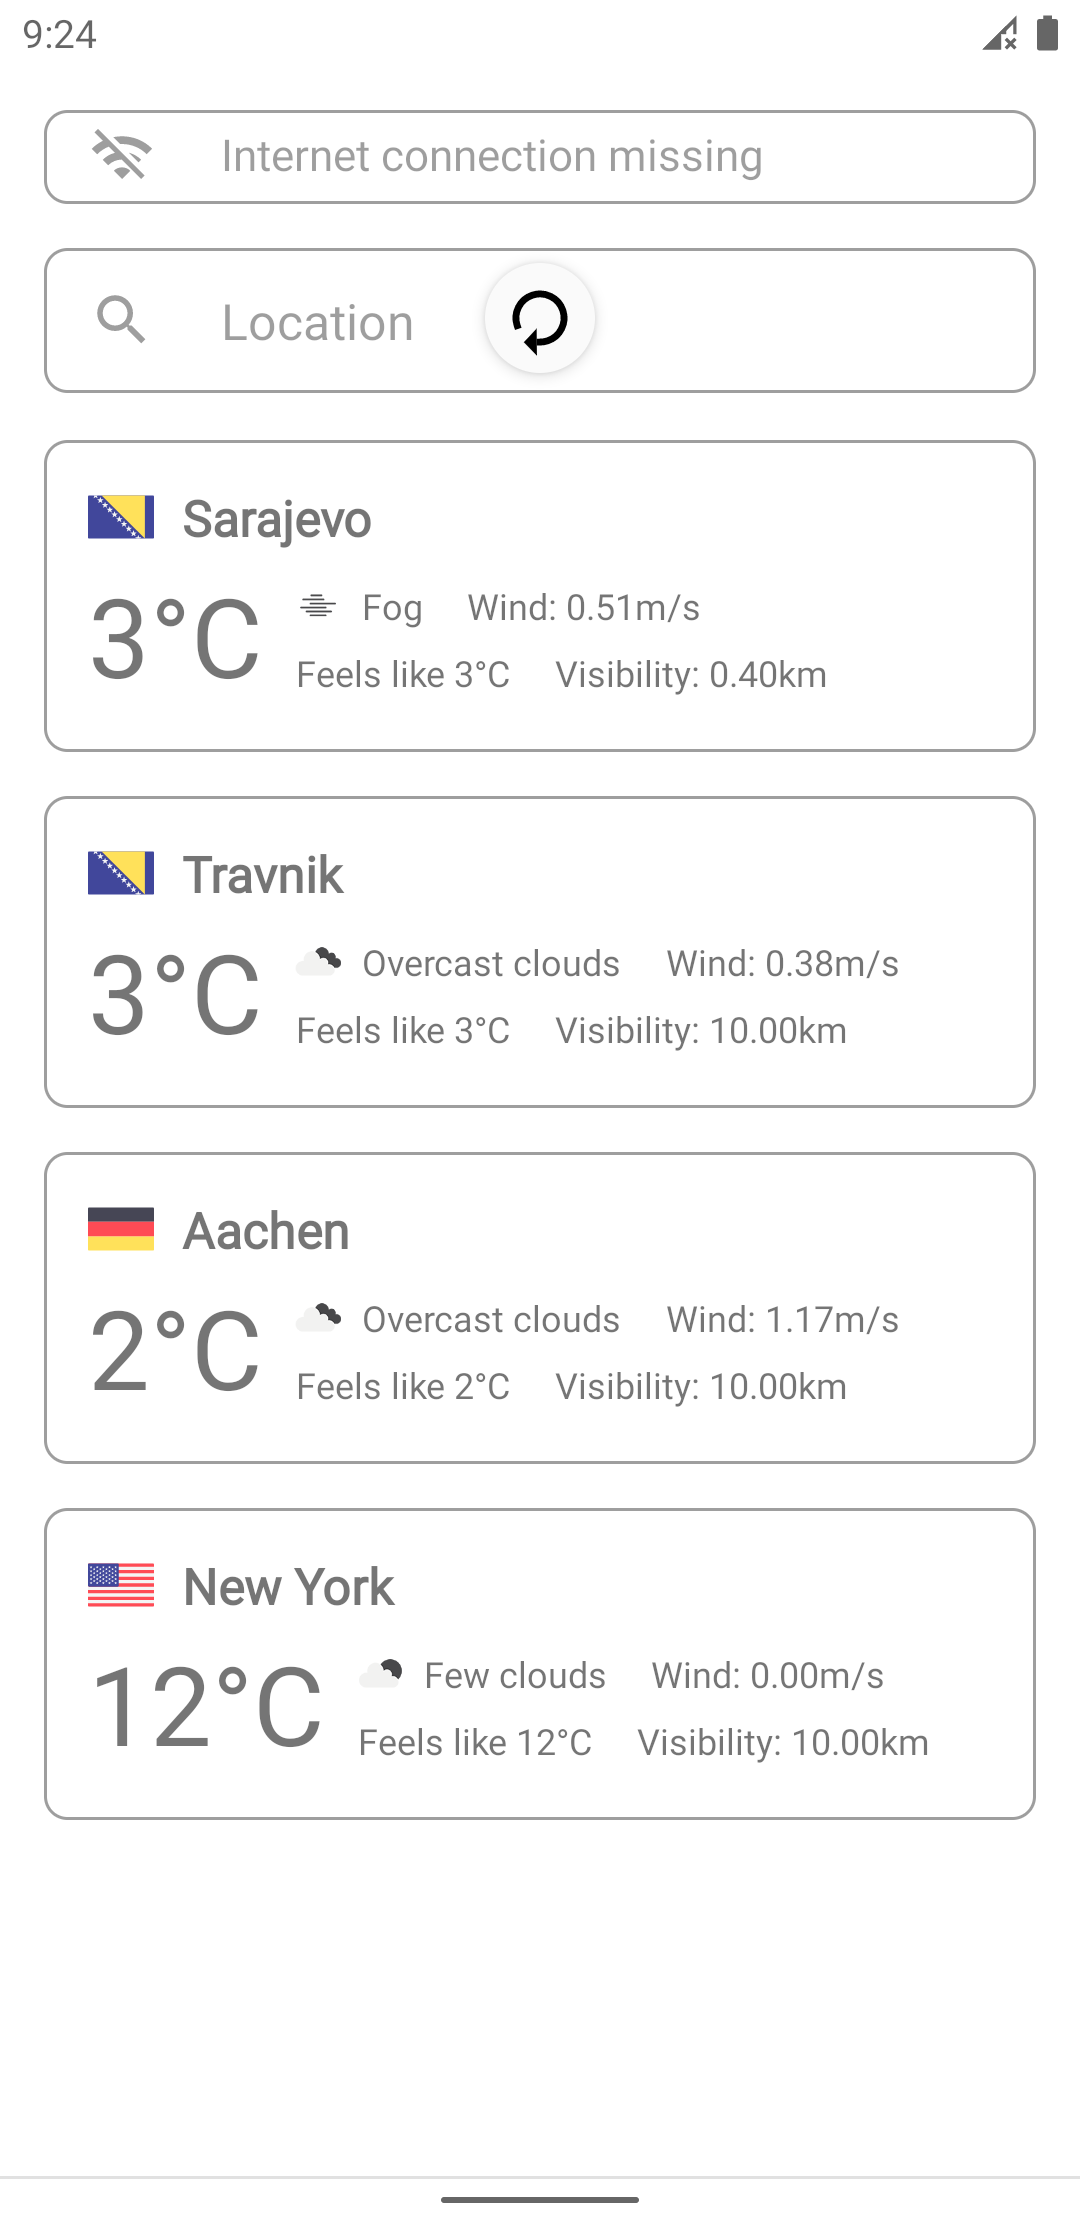 9:24
Internet connection missing
Location
Sarajevo
3°C
Fog Wind: 0.51m/s
Feels like 3°C Visibility: 0.40km
Travnik
3°C
Overcast clouds Wind: 0.38m/s
Feels like 3°C Visibility: 10.00km
Aachen
2°C
Overcast clouds Wind: 1.17m/s
Feels like 2°C Visibility: 10.00km
New York
12°C
Few clouds Wind: 0.00m/s
Feels like 12°C Visibility: 10.00km